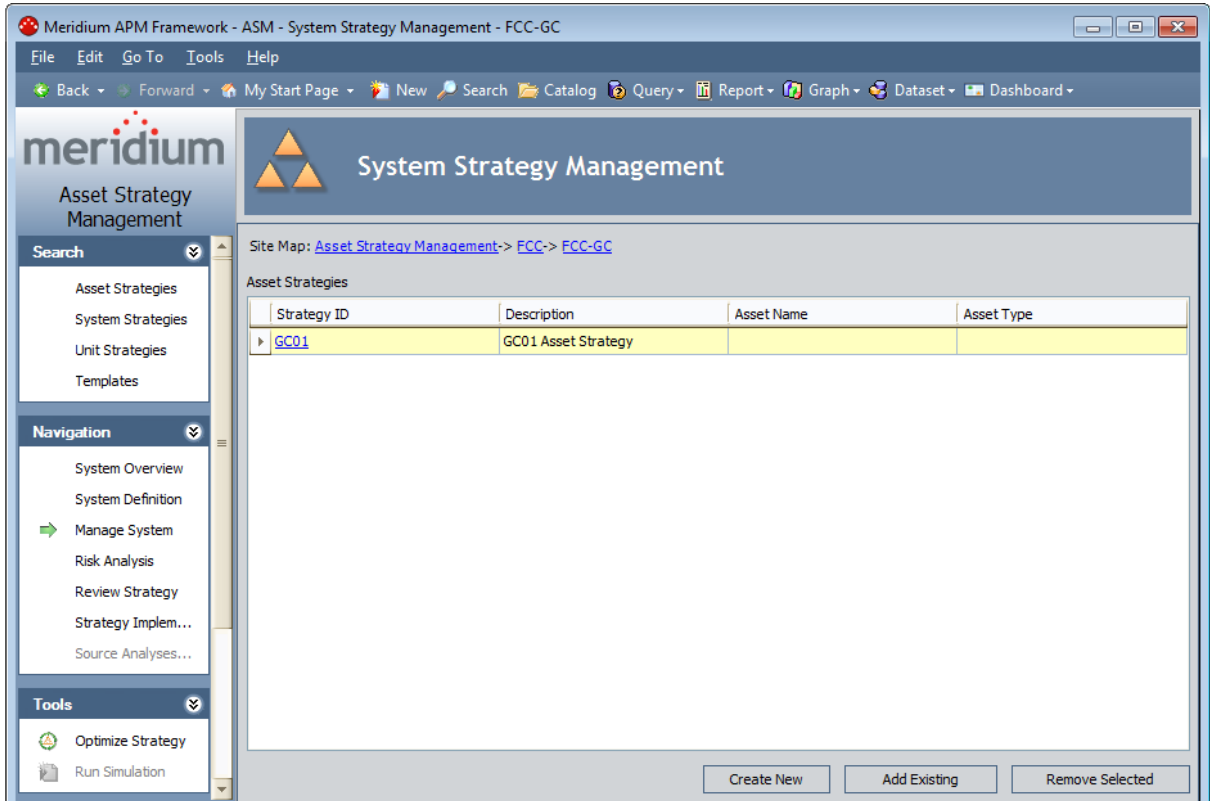 Meridium APM Framework - ASM - System Strategy Management - FCC-GC
File Edit Go To Tools Help
Back Forward My Start Page New Search Catalog Query Report Graph Dataset Dashboard
meridium
Asset Strategy
Management
System Strategy Management
Search
Asset Strategies
System Strategies
Unit Strategies
Templates
Navigation
System Overview
System Definition
Manage System
Risk Analysis
Review Strategy
Strategy Implem...
Source Analyses...
Tools
Optimize Strategy
Run Simulation
Site Map: Asset Strategy Management-> FCC-> FCC-GC
Asset Strategies
Strategy ID Description Asset Name Asset Type
GC01 GC01 Asset Strategy
Create New Add Existing Remove Selected